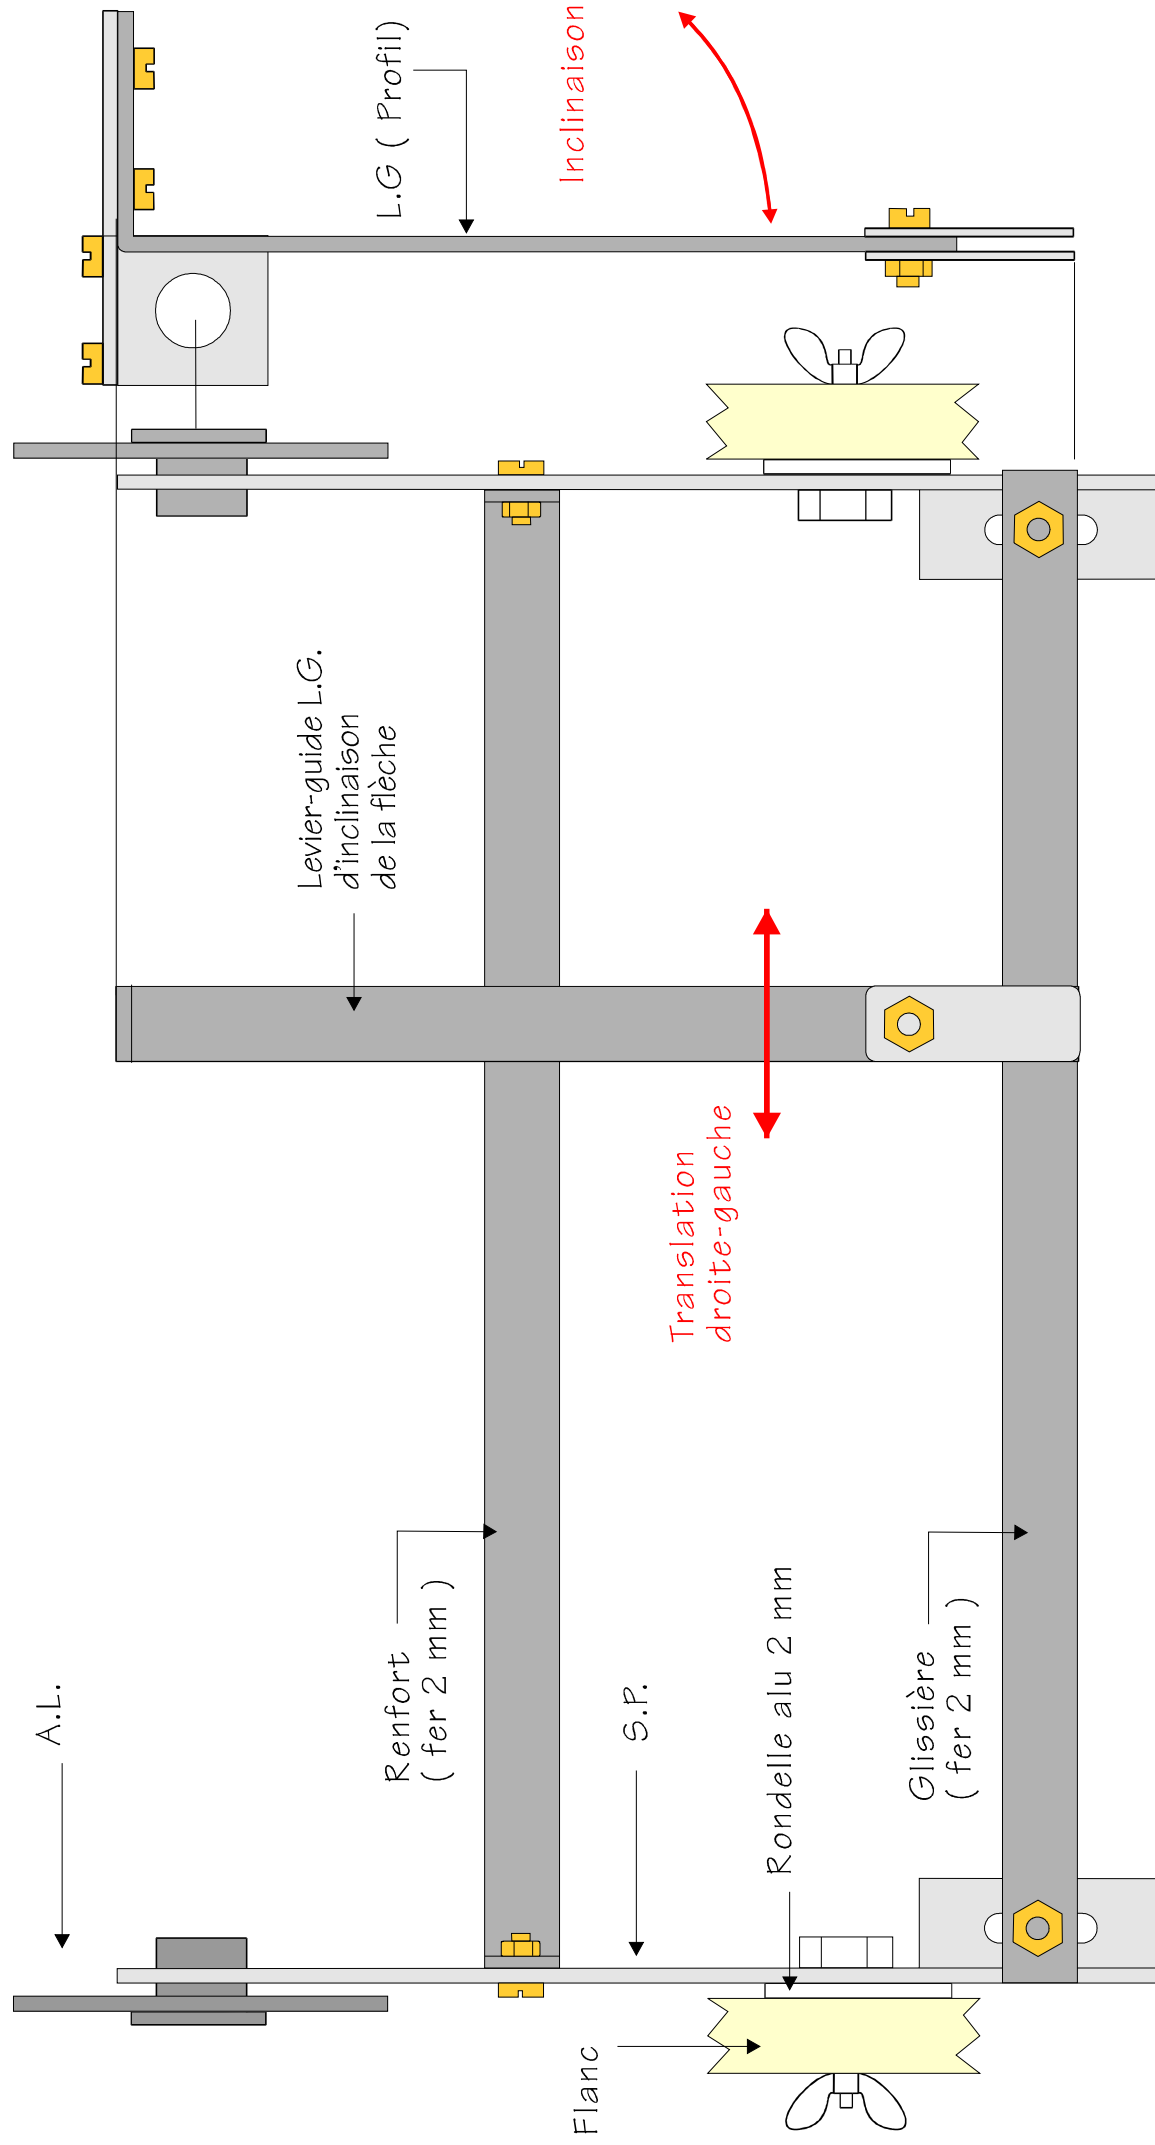 A.L.
Levier-guide L.G.
d'inclinaison
de la flèche
L.G ( Profil)
Renfort
( fer 2 mm )
Inclinaison
S.P.
Flanc
Translation
droite-gauche
Rondelle alu 2 mm
Glissière
( fer 2 mm )